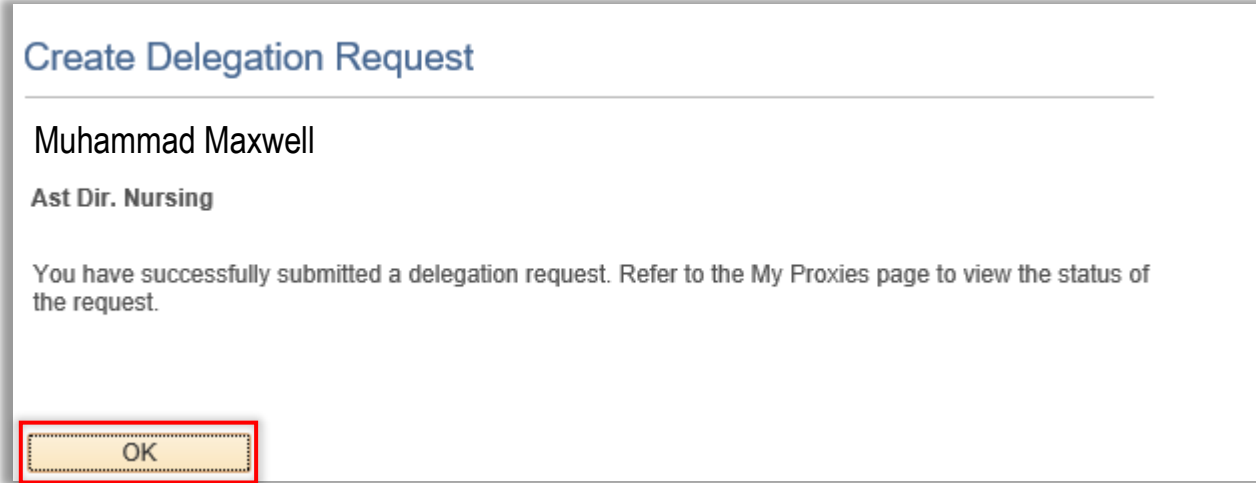 Create Delegation Request
Muhammad Maxwell
Ast Dir. Nursing
You have successfully submitted a delegation request. Refer to the My Proxies page to view the status of
the request.
OK